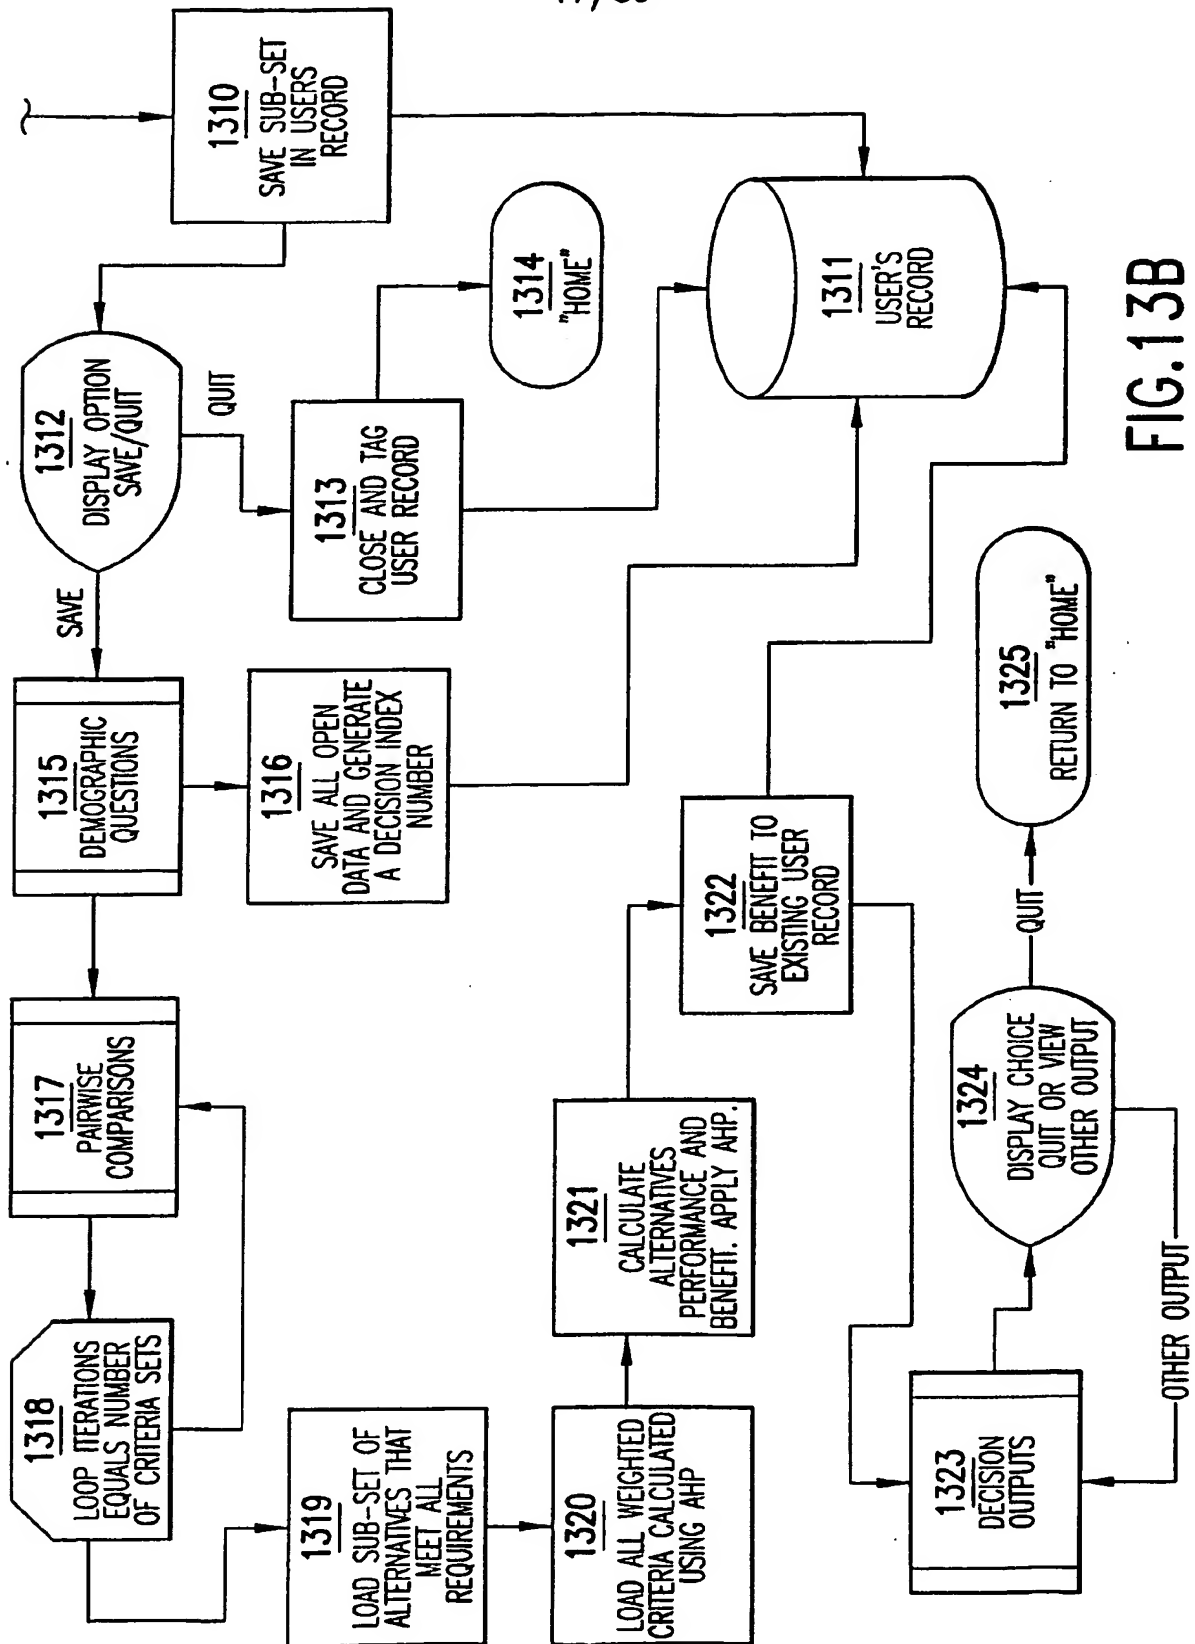 1310
SAVE SUB-SET
IN USERS
RECORD
1312
DISPLAY OPTION
SAVE/QUIT
QUIT
SAVE
1314
"HOME"
1313
CLOSE AND TAG
USER RECORD
1311
USER'S
RECORD
1315
DEMOGRAPHIC
QUESTIONS
1316
SAVE ALL OPEN
DATA AND GENERATE
A DECISION INDEX
NUMBER
1317
PAIRWISE
COMPARISONS
1318
LOOP ITERATIONS
EQUALS NUMBER
OF CRITERIA SETS
1319
LOAD SUB-SET OF
ALTERNATIVES THAT
MEET ALL
REQUIREMENTS
1320
LOAD ALL WEIGHTED
CRITERIA CALCULATED
USING AHP
1321
CALCULATE
ALTERNATIVES
PERFORMANCE AND
BENEFIT. APPLY AHP.
1322
SAVE BENEFIT TO
EXISTING USER
RECORD
1323
DECISION
OUTPUTS
1324
DISPLAY CHOICE
QUIT OR VIEW
OTHER OUTPUT
QUIT
OTHER OUTPUT
1325
RETURN TO "HOME"
FIG.13B